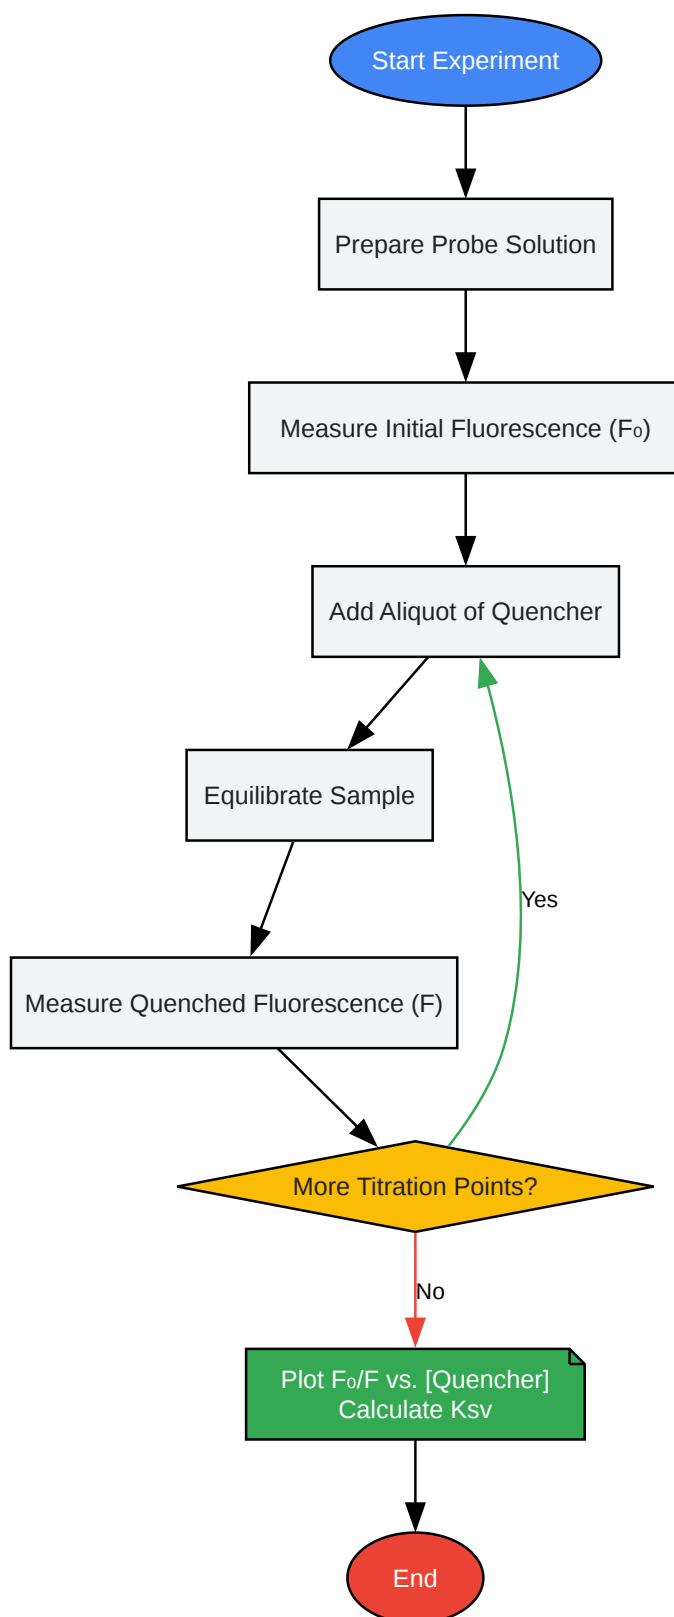 Start Experiment
Prepare Probe Solution
Measure Initial Fluorescence (F₀)
Add Aliquot of Quencher
Equilibrate Sample
Yes
Measure Quenched Fluorescence (F)
More Titration Points?
No
Plot F₀/F vs. [Quencher]
Calculate Ksv
End